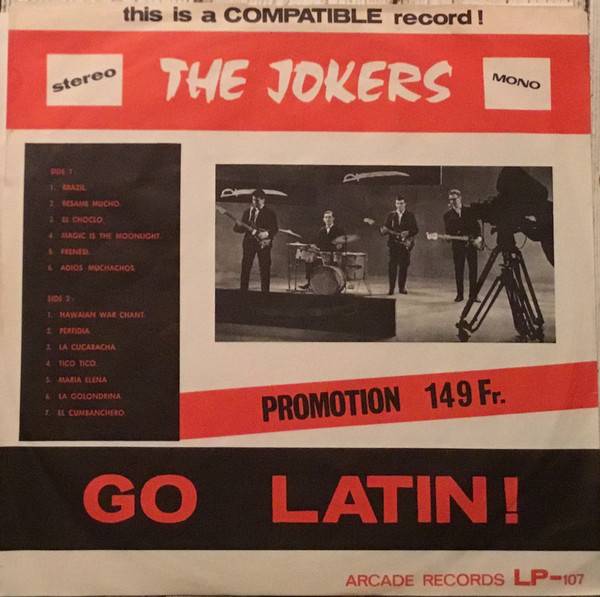 this is a COMPATIBLE record!
stereo
THE JOKERS
MONO
SIDE 1 :
1. BRAZIL.
2. BESAME MUCHO.
3. EL CHOCLO.
4. MAGIC IS THE MOONLIGHT.
5. FRENESI.
6. ADIOS MUCHACHOS.
SIDE 2 :
1. HAWAIAN WAR CHANT.
2. PERFIDIA.
3. LA CUCARACHA.
4. TICO TICO.
5. MARIA ELENA
6. LA GOLONDRINA
7. EL CUMBANCHERO.
PROMOTION 149 Fr.
GO LATIN!
ARCADE RECORDS LP-107